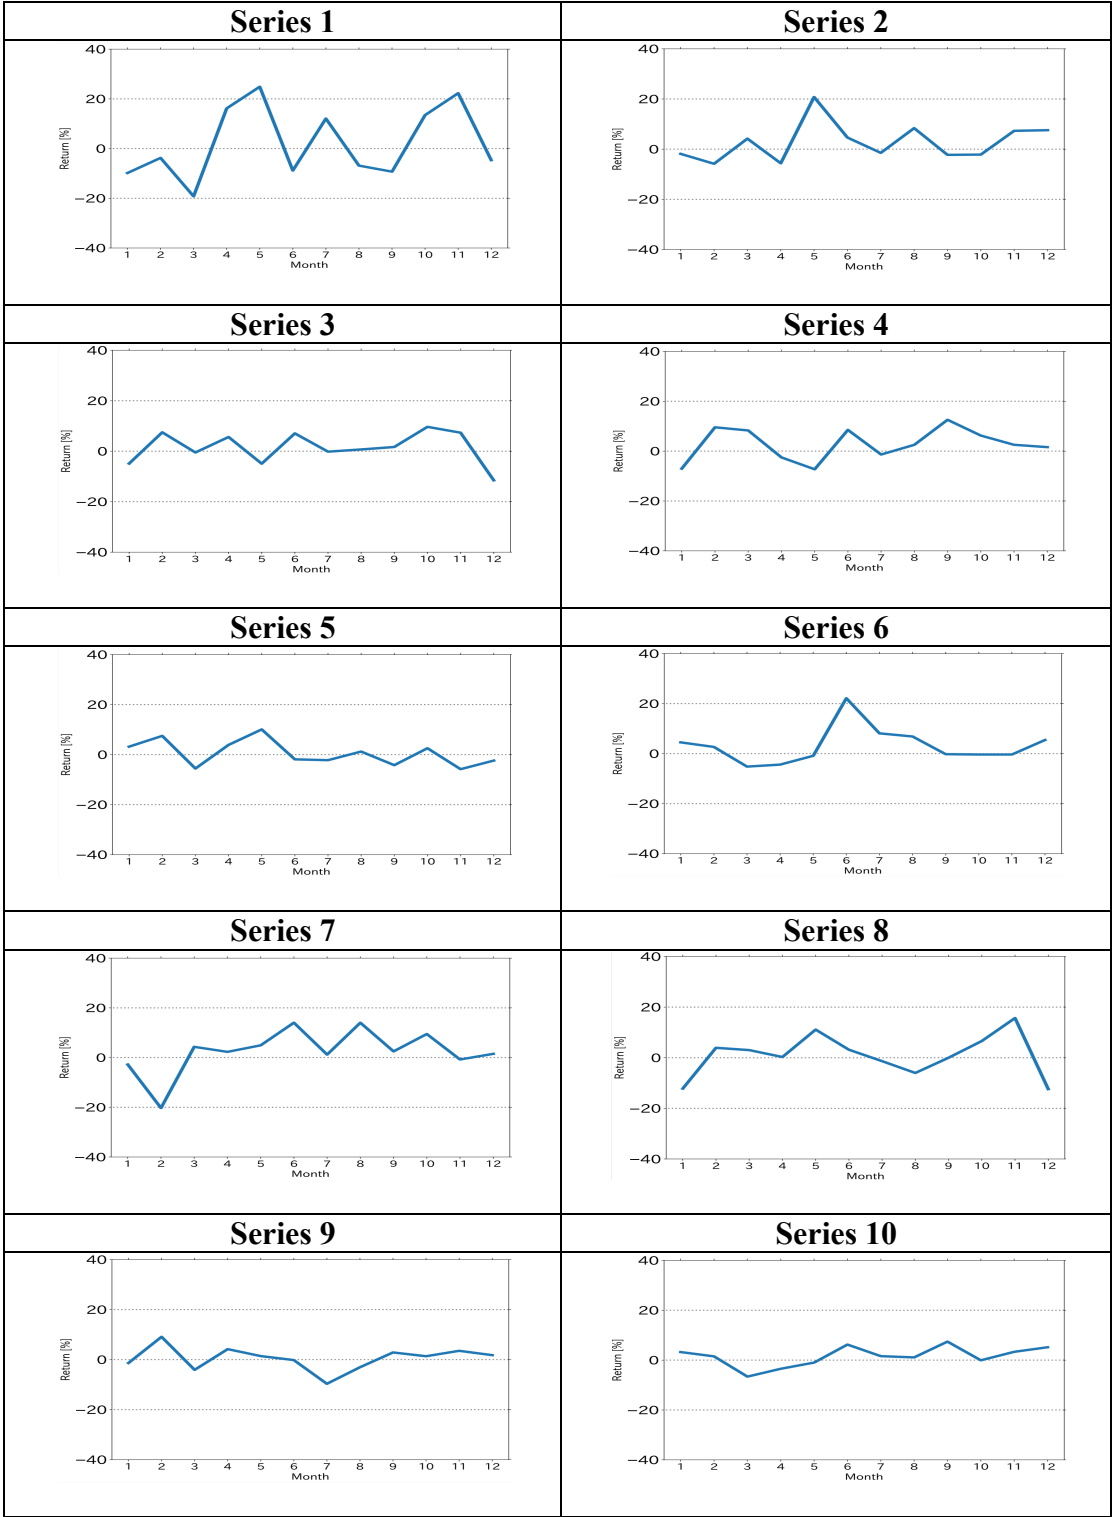 Series 1
Series 2
40
20
0
−20
−40
Return [%]
1 2 3 4 5 6 7 8 9 10 11 12
Month
40
20
0
−20
−40
Return [%]
1 2 3 4 5 6 7 8 9 10 11 12
Month
Series 3
Series 4
40
20
0
−20
−40
Return [%]
1 2 3 4 5 6 7 8 9 10 11 12
Month
40
20
0
−20
−40
Return [%]
1 2 3 4 5 6 7 8 9 10 11 12
Month
Series 5
Series 6
40
20
0
−20
−40
Return [%]
1 2 3 4 5 6 7 8 9 10 11 12
Month
40
20
0
−20
−40
Return [%]
1 2 3 4 5 6 7 8 9 10 11 12
Month
Series 7
Series 8
40
20
0
−20
−40
Return [%]
1 2 3 4 5 6 7 8 9 10 11 12
Month
40
20
0
−20
−40
Return [%]
1 2 3 4 5 6 7 8 9 10 11 12
Month
Series 9
Series 10
40
20
0
−20
−40
Return [%]
1 2 3 4 5 6 7 8 9 10 11 12
Month
40
20
0
−20
−40
Return [%]
1 2 3 4 5 6 7 8 9 10 11 12
Month